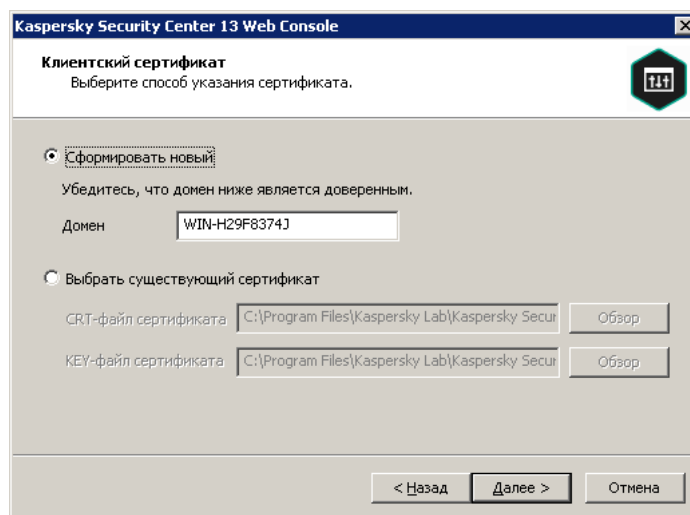 Kaspersky Security Center 13 Web Console
Клиентский сертификат
Выберите способ указания сертификата.
Сформировать новый
Убедитесь, что домен ниже является доверенным.
Домен WIN-H29F8374J
Выбрать существующий сертификат
CRT-файл сертификата C:\Program Files\Kaspersky Lab\Kaspersky Secur Обзор
KEY-файл сертификата C:\Program Files\Kaspersky Lab\Kaspersky Secur Обзор
< Назад Далее > Отмена